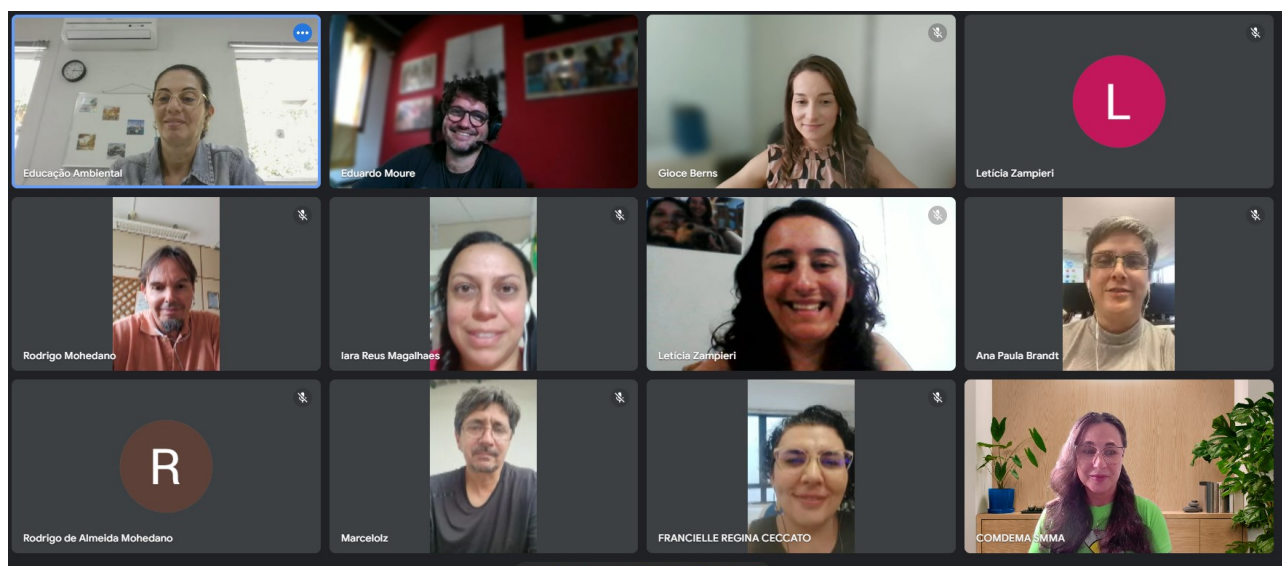 Educação Ambiental
Eduardo Moure
Gioce Berns
L
Letícia Zampieri
Rodrigo Mohedano
Iara Reus Magalhaes
Letícia Zampieri
Ana Paula Brandt
R
Rodrigo de Almeida Mohedano
Marcelolz
FRANCIELLE REGINA CECCATO
COMDEMA SMMA